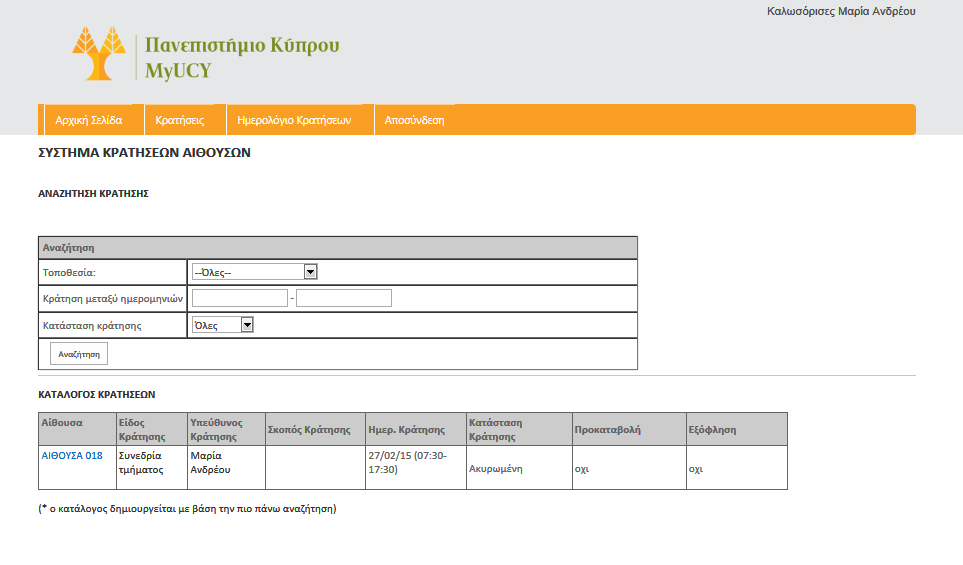 Καλωσόρισες Μαρία Ανδρέου
Πανεπιστήμιο Κύπρου
MyUCY
Αρχική Σελίδα Κρατήσεις Ημερολόγιο Κρατήσεων Αποσύνδεση
ΣΥΣΤΗΜΑ ΚΡΑΤΗΣΕΩΝ ΑΙΘΟΥΣΩΝ
ΑΝΑΖΗΤΗΣΗ ΚΡΑΤΗΣΗΣ
Αναζήτηση
Τοποθεσία: --Όλες--
Κράτηση μεταξύ ημερομηνιών -
Κατάσταση κράτησης Όλες
Αναζήτηση
ΚΑΤΑΛΟΓΟΣ ΚΡΑΤΗΣΕΩΝ
Αίθουσα Είδος Κράτησης Υπεύθυνος Κράτησης Σκοπός Κράτησης Ημερ. Κράτησης Κατάσταση Κράτησης Προκαταβολή Εξόφληση
ΑΙΘΟΥΣΑ 018 Συνεδρία τμήματος Μαρία Ανδρέου 27/02/15 (07:30-17:30) Ακυρωμένη οχι οχι
(* ο κατάλογος δημιουργείται με βάση την πιο πάνω αναζήτηση)